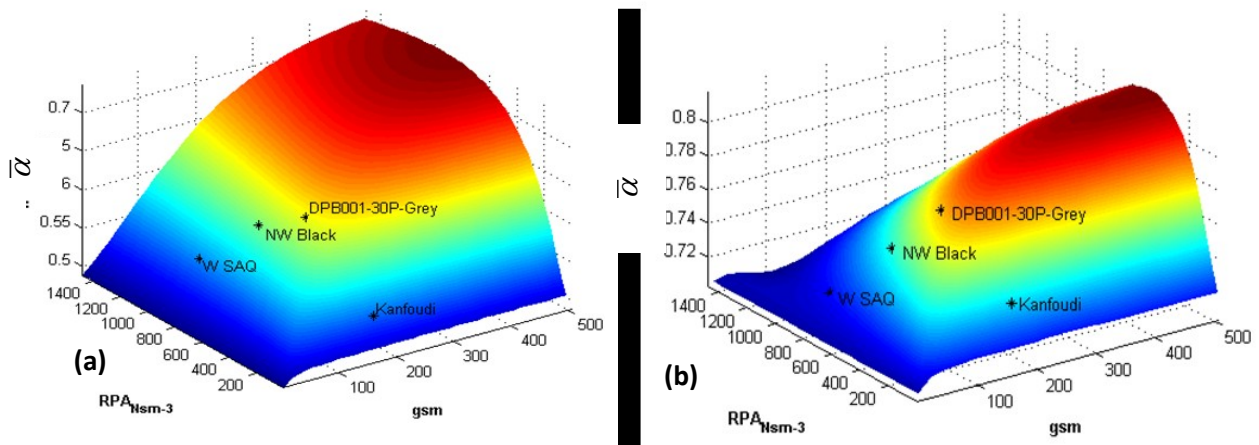 0.7
5
6
0.55
0.5
α
..
DPB001-30P-Grey
NW Black
W SAQ
Kanfoudi
1400
1200
1000
800
600
400
200
100
200
300
400
500
(a)
RPA Nsm-3
gsm
0.8
0.78
0.76
0.74
0.72
α
DPB001-30P-Grey
NW Black
W SAQ
Kanfoudi
1400
1200
1000
800
600
400
200
100
200
300
400
500
(b)
RPA Nsm-3
gsm